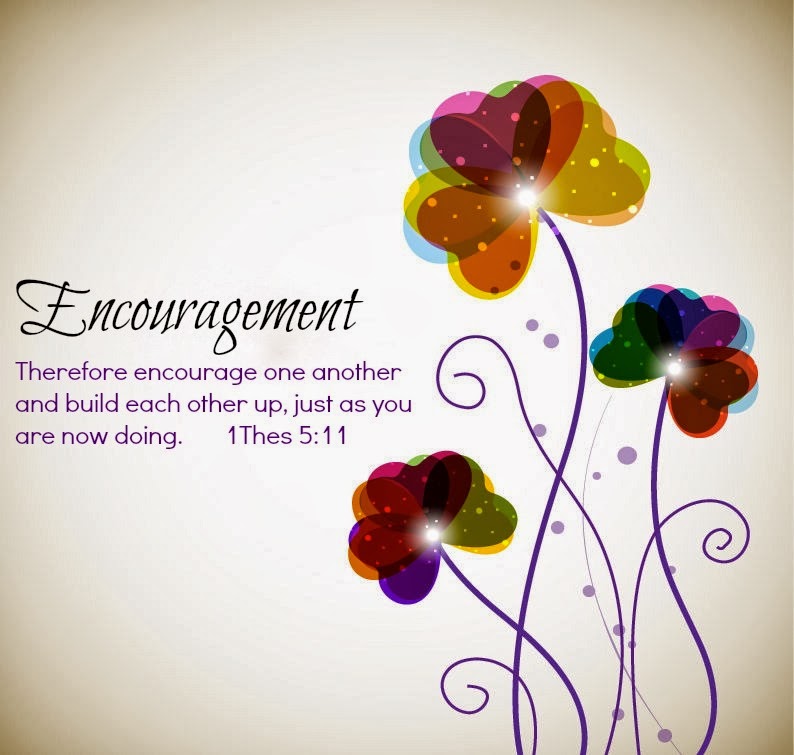 Encouragement
Therefore encourage one another
and build each other up, just as you
are now doing. 1Thes 5:11